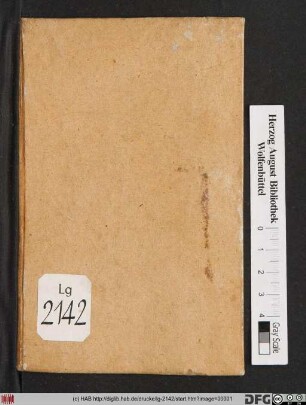 Lg
2142
Herzog August Bibliothek
Wolfenbüttel
0 1 2 3 4
Gray Scale
(c) HAB http://diglib.hab.de/drucke/lg-2142/start.htm?image=00001
DFG